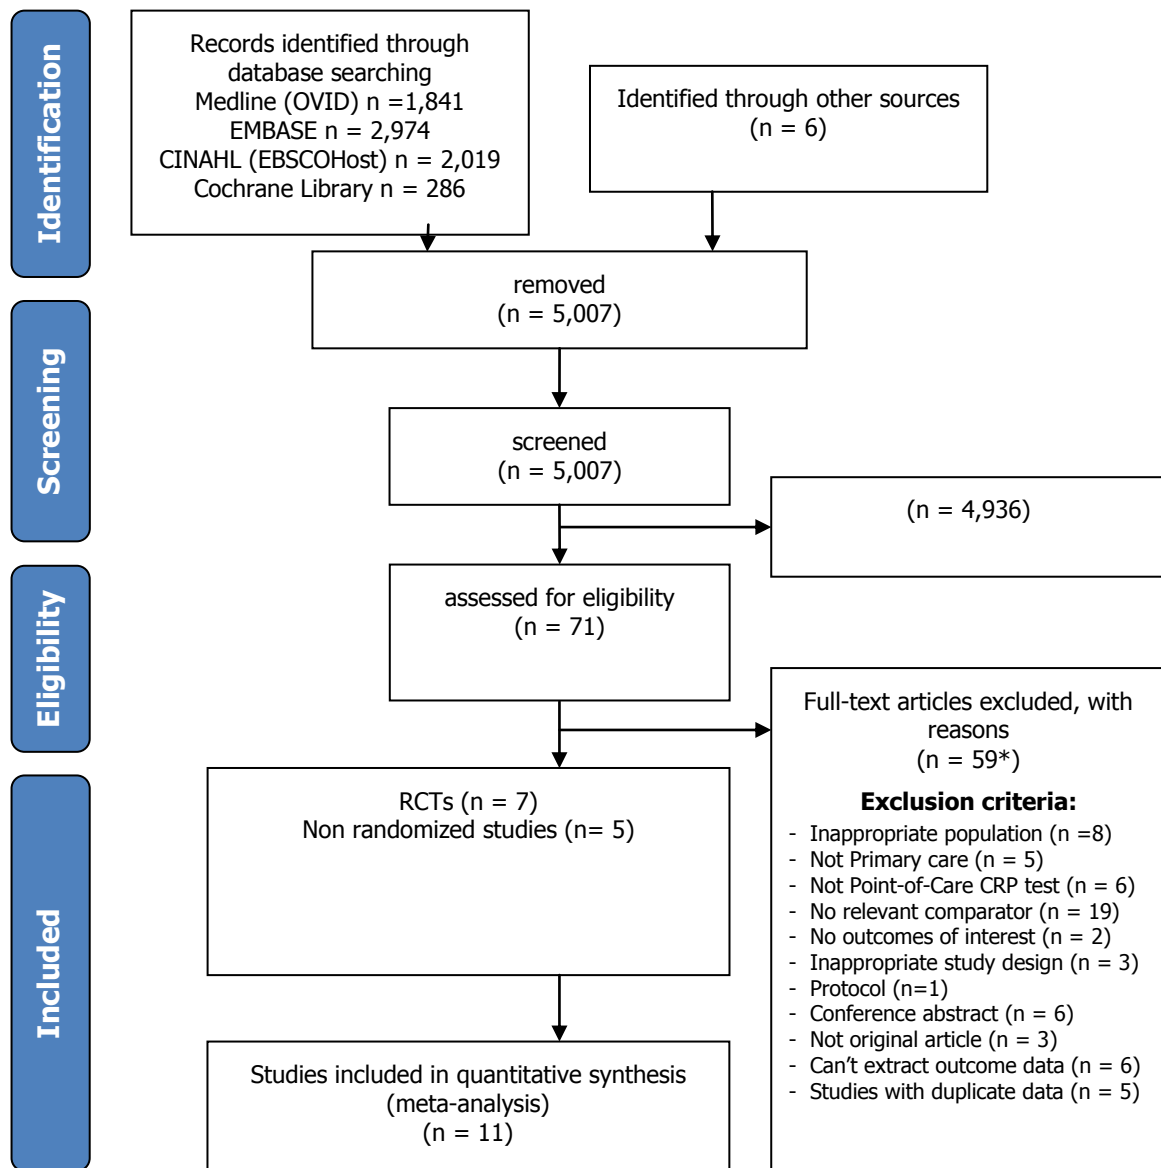 Identification
Records identified through
database searching
Medline (OVID) n =1,841
EMBASE n = 2,974
CINAHL (EBSCOHost) n = 2,019
Cochrane Library n = 286
Identified through other sources
(n = 6)
removed
(n = 5,007)
Screening
screened
(n = 5,007)
(n = 4,936)
Eligibility
assessed for eligibility
(n = 71)
Full-text articles excluded, with
reasons
(n = 59*)
Exclusion criteria:
- Inappropriate population (n =8)
- Not Primary care (n = 5)
- Not Point-of-Care CRP test (n = 6)
- No relevant comparator (n = 19)
- No outcomes of interest (n = 2)
- Inappropriate study design (n = 3)
- Protocol (n=1)
- Conference abstract (n = 6)
- Not original article (n = 3)
- Can't extract outcome data (n = 6)
- Studies with duplicate data (n = 5)
Included
RCTs (n = 7)
Non randomized studies (n= 5)
Studies included in quantitative synthesis
(meta-analysis)
(n = 11)